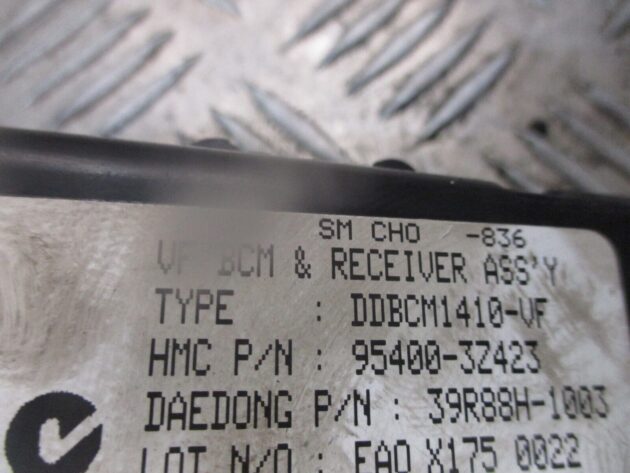 SM CHO -836
VF BCM & RECEIVER ASS'Y
TYPE : DDBCM1410-VF
HMC P/N : 95400-3Z423
DAEDONG P/N : 39R88H-1003
LOT N/O : EAO X175 0022